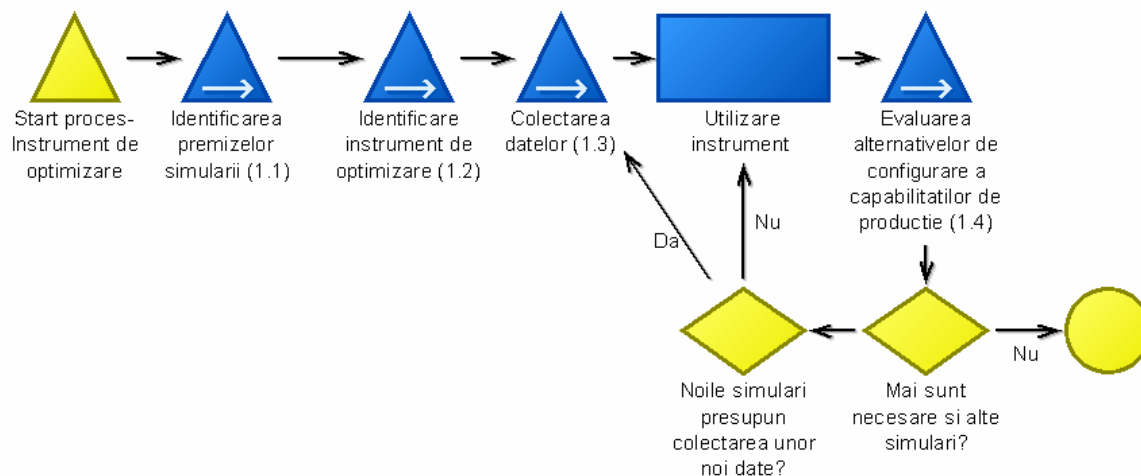 Start proces-
Instrument de
optimizare
Identificarea
premizelor
simularii (1.1)
Identificare
instrument de
optimizare (1.2)
Colectarea
datelor (1.3)
Utilizare
instrument
Evaluarea
alternativelor de
configurare a
capabilitatilor de
productie (1.4)
Da
Nu
Nu
Noile simulari
presupun
colectarea unor
noi date?
Mai sunt
necesare si alte
simulari?